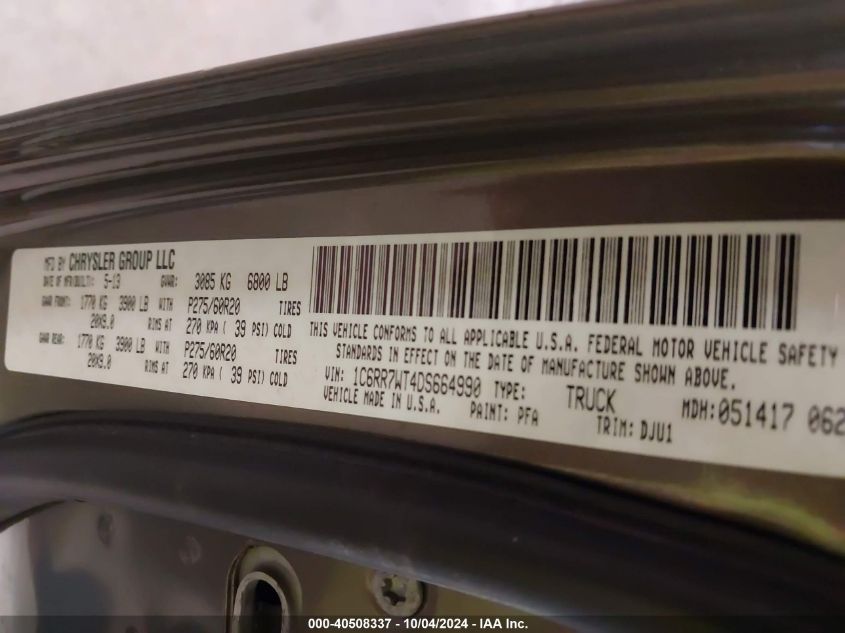 MFD BY CHRYSLER GROUP LLC
DATE OF MFR/BUILT: 5-13 GVWR: 3085 KG 6800 LB
GAWR FRONT: 1770 KG 3900 LB WITH P275/60R20 TIRES
20X9.0 RIMS AT 270 KPA ( 39 PSI) COLD
GAWR REAR: 1770 KG 3900 LB WITH P275/60R20 TIRES
20X9.0 RIMS AT 270 KPA ( 39 PSI) COLD
THIS VEHICLE CONFORMS TO ALL APPLICABLE U.S.A. FEDERAL MOTOR VEHICLE SAFETY
STANDARDS IN EFFECT ON THE DATE OF MANUFACTURE SHOWN ABOVE.
VIN: 1C6RR7WT4DS664990 TYPE: TRUCK MDH:051417 062
VEHICLE MADE IN U.S.A. PAINT: PFA TRIM: DJU1
000-40508337 - 10/04/2024 - IAA Inc.